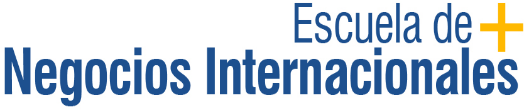 Escuela de +
Negocios Internacionales